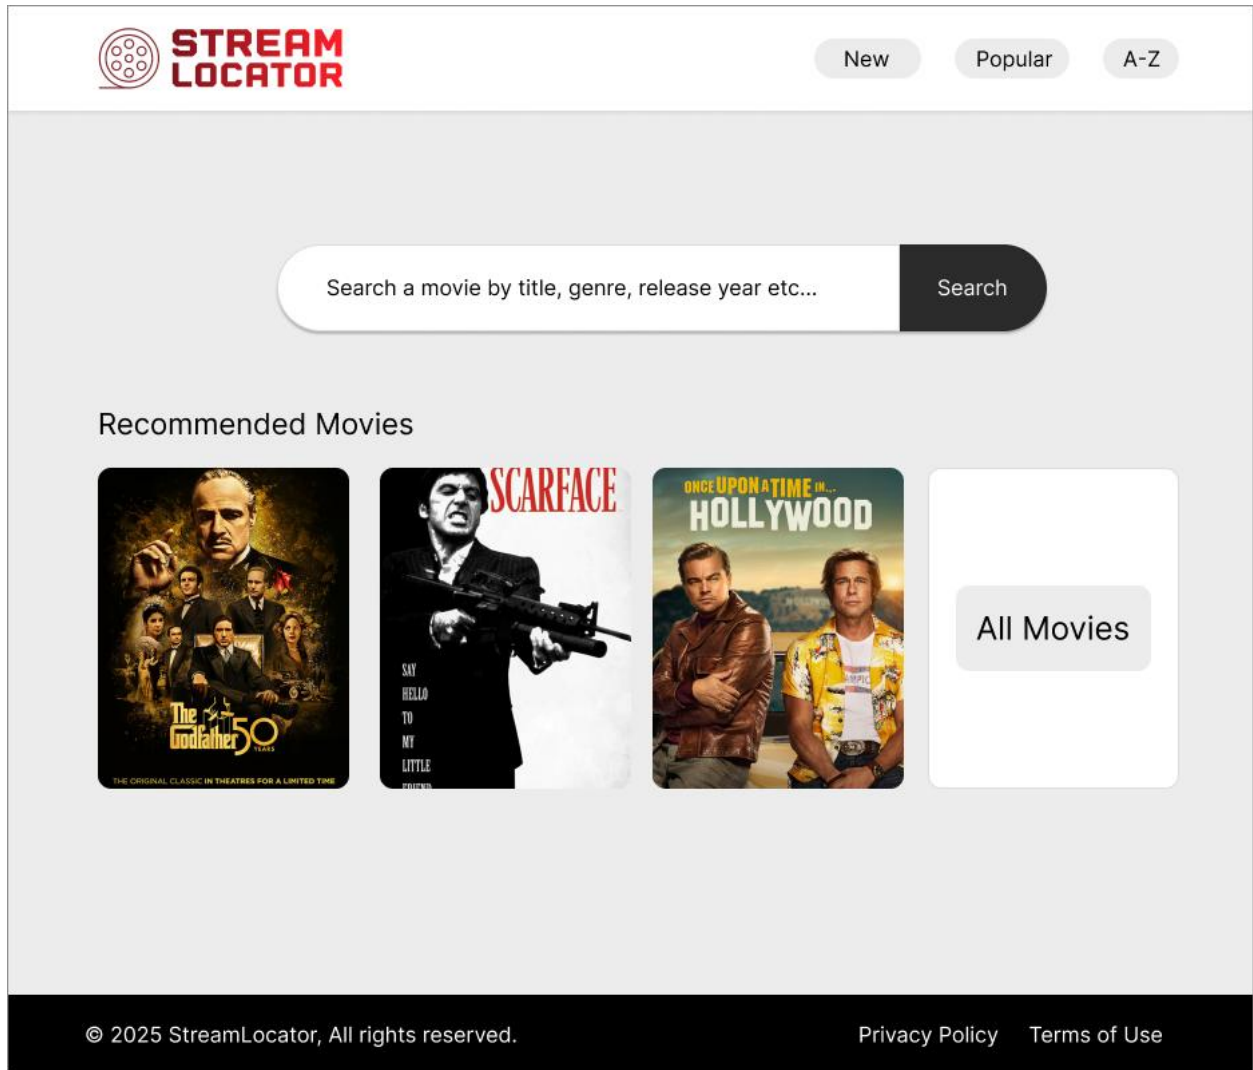 STREAM
LOCATOR
New
Popular
A-Z
Search a movie by title, genre, release year etc...
Search
Recommended Movies
The
Godfather 50
YEARS
THE ORIGINAL CLASSIC IN THEATRES FOR A LIMITED TIME
SCARFACE
SAY
HELLO
TO
MY
LITTLE
FRIEND
ONCE UPON A TIME IN...
HOLLYWOOD
All Movies
© 2025 StreamLocator, All rights reserved.
Privacy Policy
Terms of Use